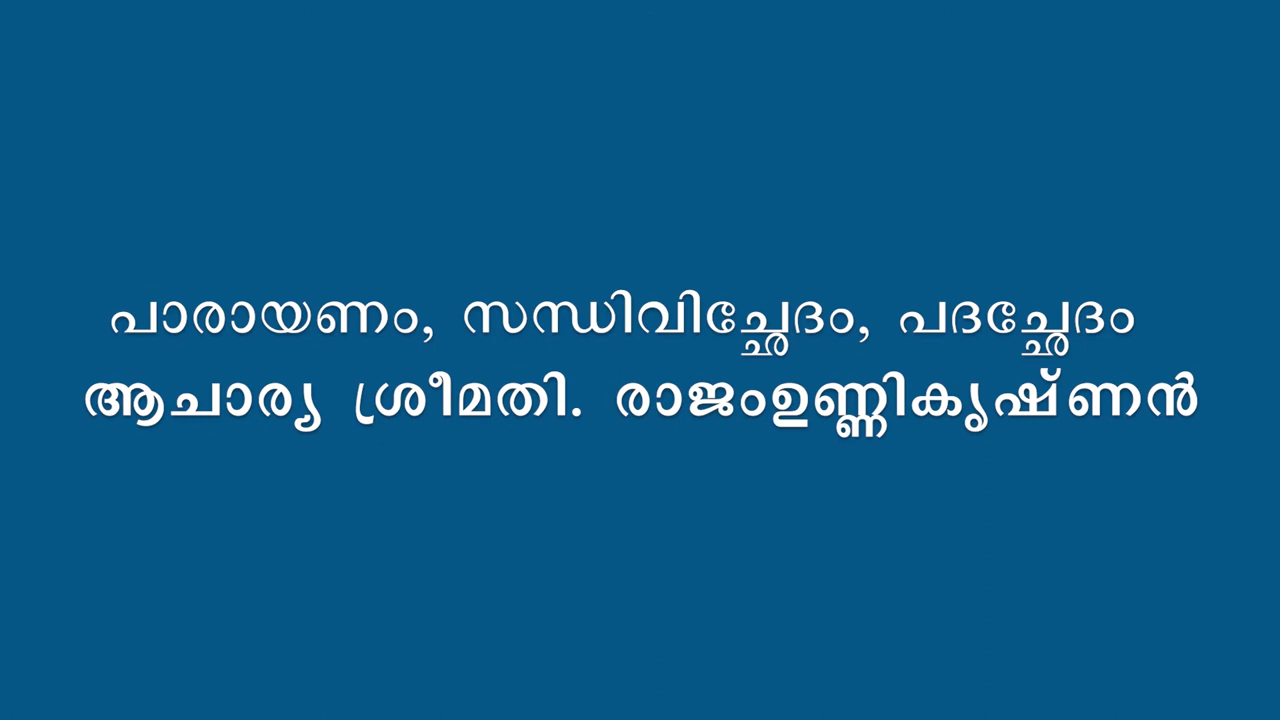 പാരായണം, സന്ധിവിച്ഛേദം, പദച്ഛേദം
ആചാര്യ ശ്രീമതി. രാജംഉണ്ണികൃഷ്ണൻ